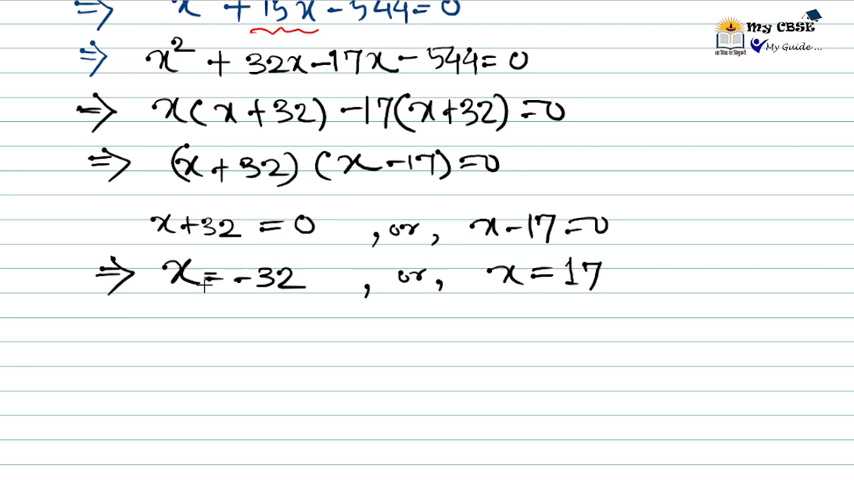 ⇒ x + 15x - 544 = 0
My CBSE
My Guide ...
⇒ x² + 32x - 17x - 544 = 0
⇒ x(x + 32) - 17(x + 32) = 0
⇒ (x + 32) (x - 17) = 0
x + 32 = 0 , or, x - 17 = 0
⇒ x = - 32 , or, x = 17